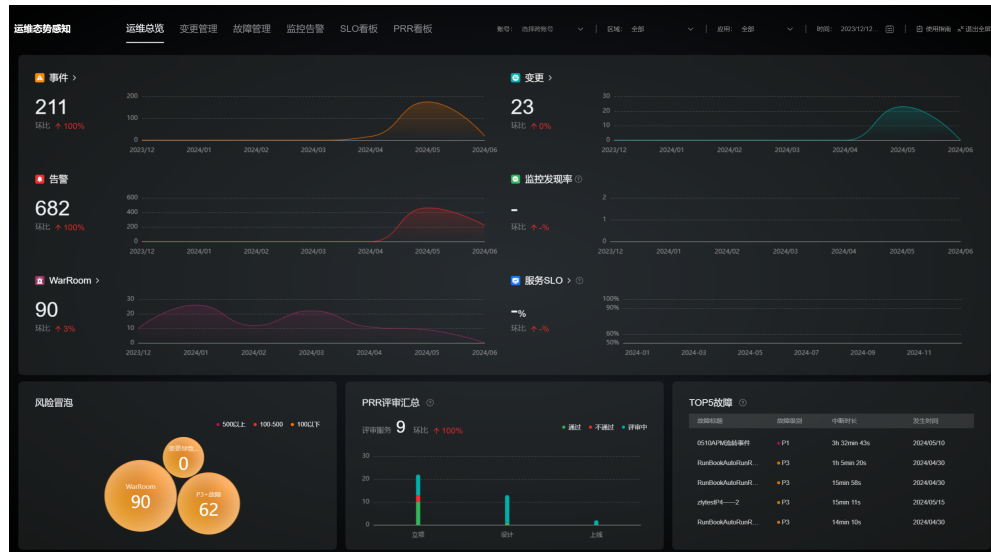 运维态势感知 运维总览 变更管理 故障管理 监控告警 SLO看板 PRR看板 账号: 选择跨账号 区域: 全部 应用: 全部 时间: 2023/12/12... 使用指南 退出全屏
事件 >
211
环比 ↑ 100%
200
100
0
2023/12 2024/01 2024/02 2024/03 2024/04 2024/05 2024/06
变更 >
23
环比 ↑ 0%
30
20
10
0
2023/12 2024/01 2024/02 2024/03 2024/04 2024/05 2024/06
告警
682
环比 ↑ 100%
600
400
200
0
2023/12 2024/01 2024/02 2024/03 2024/04 2024/05 2024/06
监控发现率
-
环比 ↑ -%
2
1
0
2023/12 2024/01 2024/02 2024/03 2024/04 2024/05 2024/06
WarRoom >
90
环比 ↑ 3%
30
20
10
0
2023/12 2024/01 2024/02 2024/03 2024/04 2024/05 2024/06
服务SLO >
-%
环比 ↑ -%
100%
90%
60%
50%
2024-01 2024-03 2024-05 2024-07 2024-09 2024-11
风险冒泡
500以上 100-500 100以下
0
WarRoom
90
P3+故障
62
PRR评审汇总
评审服务 9 环比 ↑ 100%
通过 不通过 评审中
30
20
10
0
立项 设计 上线
TOP5故障
故障标题 故障级别 中断时长 发生时间
0510APM流转事件 P1 3h 32min 43s 2024/05/10
RunBookAutoRunR... P3 1h 5min 20s 2024/04/30
RunBookAutoRunR... P3 15min 58s 2024/04/30
zlytestP4——2 P3 15min 11s 2024/05/15
RunBookAutoRunR... P3 14min 10s 2024/04/30